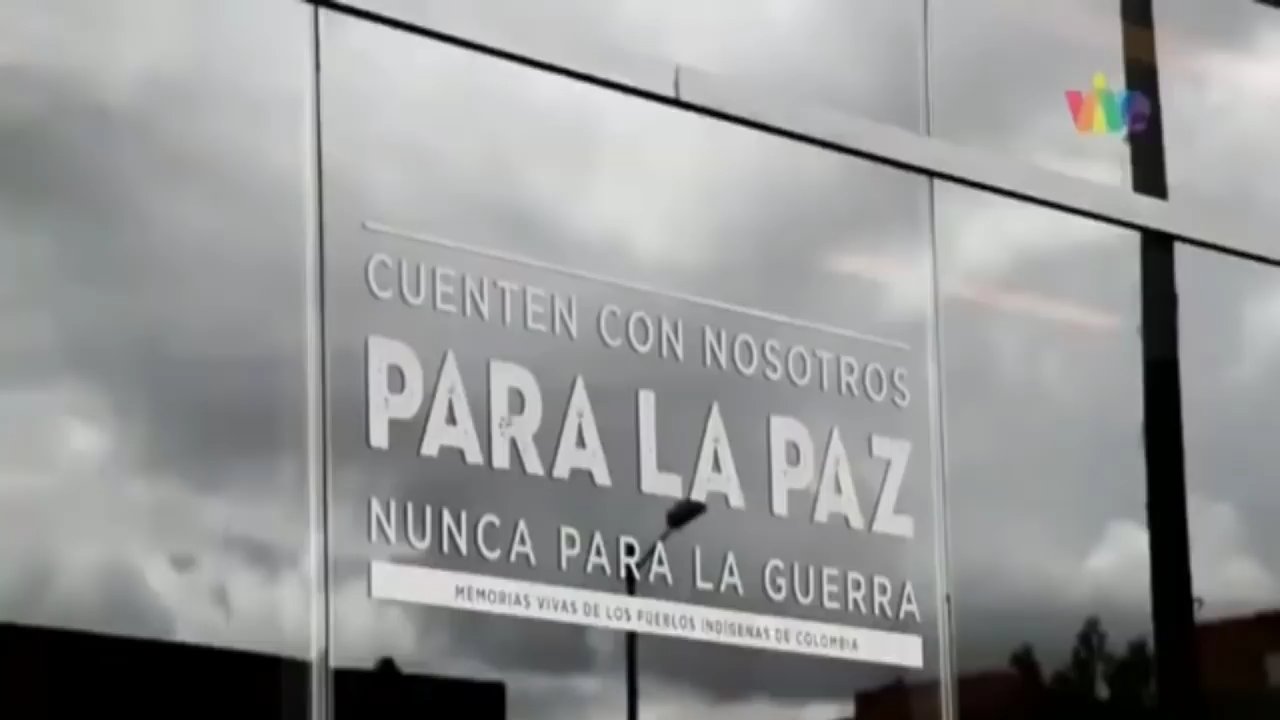 vive
CUENTEN CON NOSOTROS
PARA LA PAZ
NUNCA PARA LA GUERRA
MEMORIAS VIVAS DE LOS PUEBLOS INDÍGENAS DE COLOMBIA